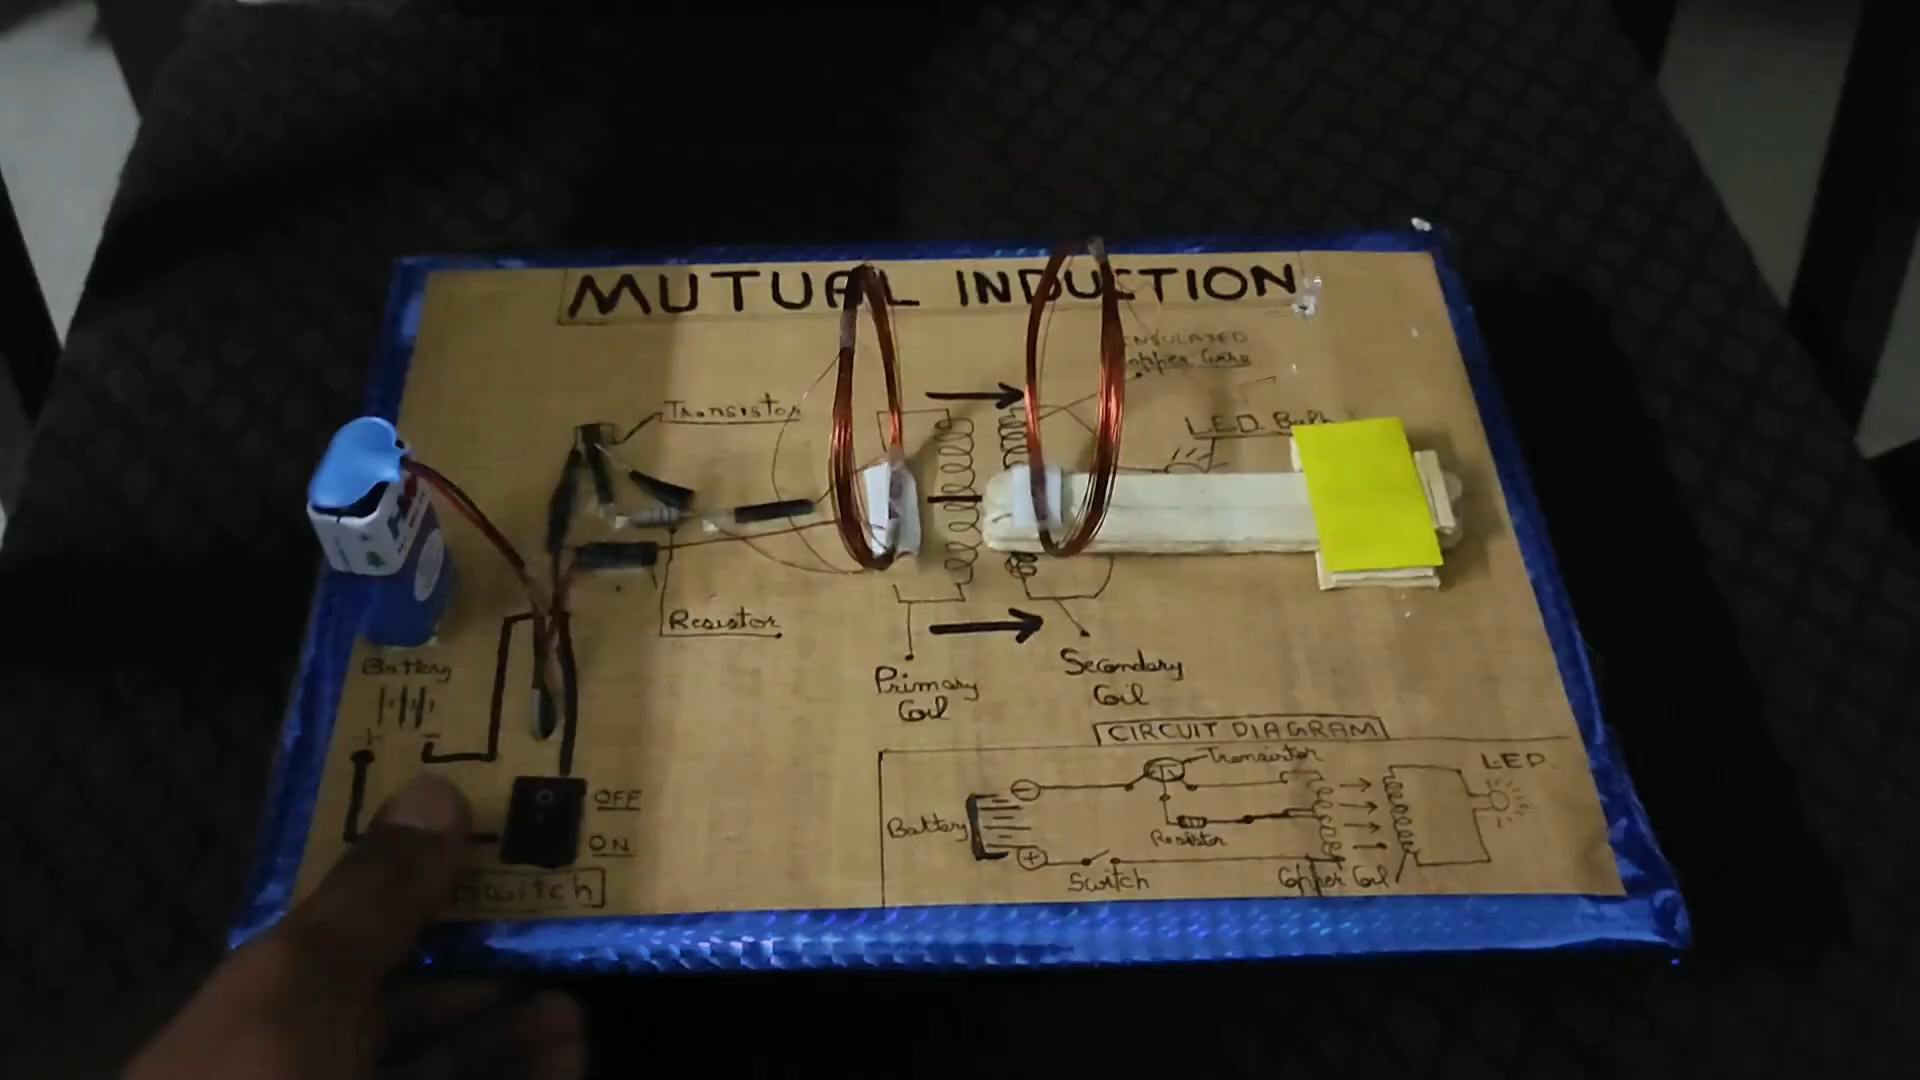 MUTUAL INDUCTION
INSULATED
Copper Wire
Transistor
L.E.D. Bulb
Resistor
Battery
+ -
Primary
Coil
Secondary
Coil
OFF
ON
Switch
CIRCUIT DIAGRAM
Transistor
L.E.D.
Battery
-
+
Resistor
Switch
Copper Coil